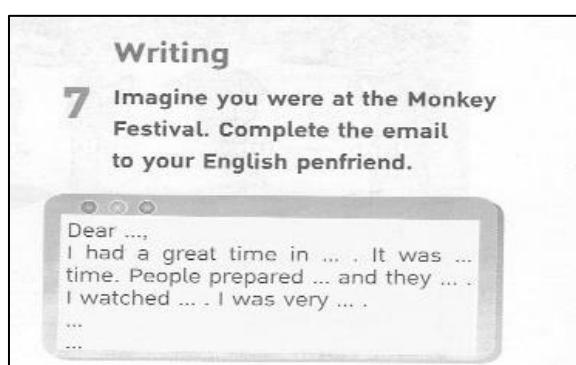 Writing
7 Imagine you were at the Monkey
Festival. Complete the email
to your English penfriend.
Dear ...,
I had a great time in ... . It was ...
time. People prepared ... and they ... .
I watched ... . I was very ... .
...
...